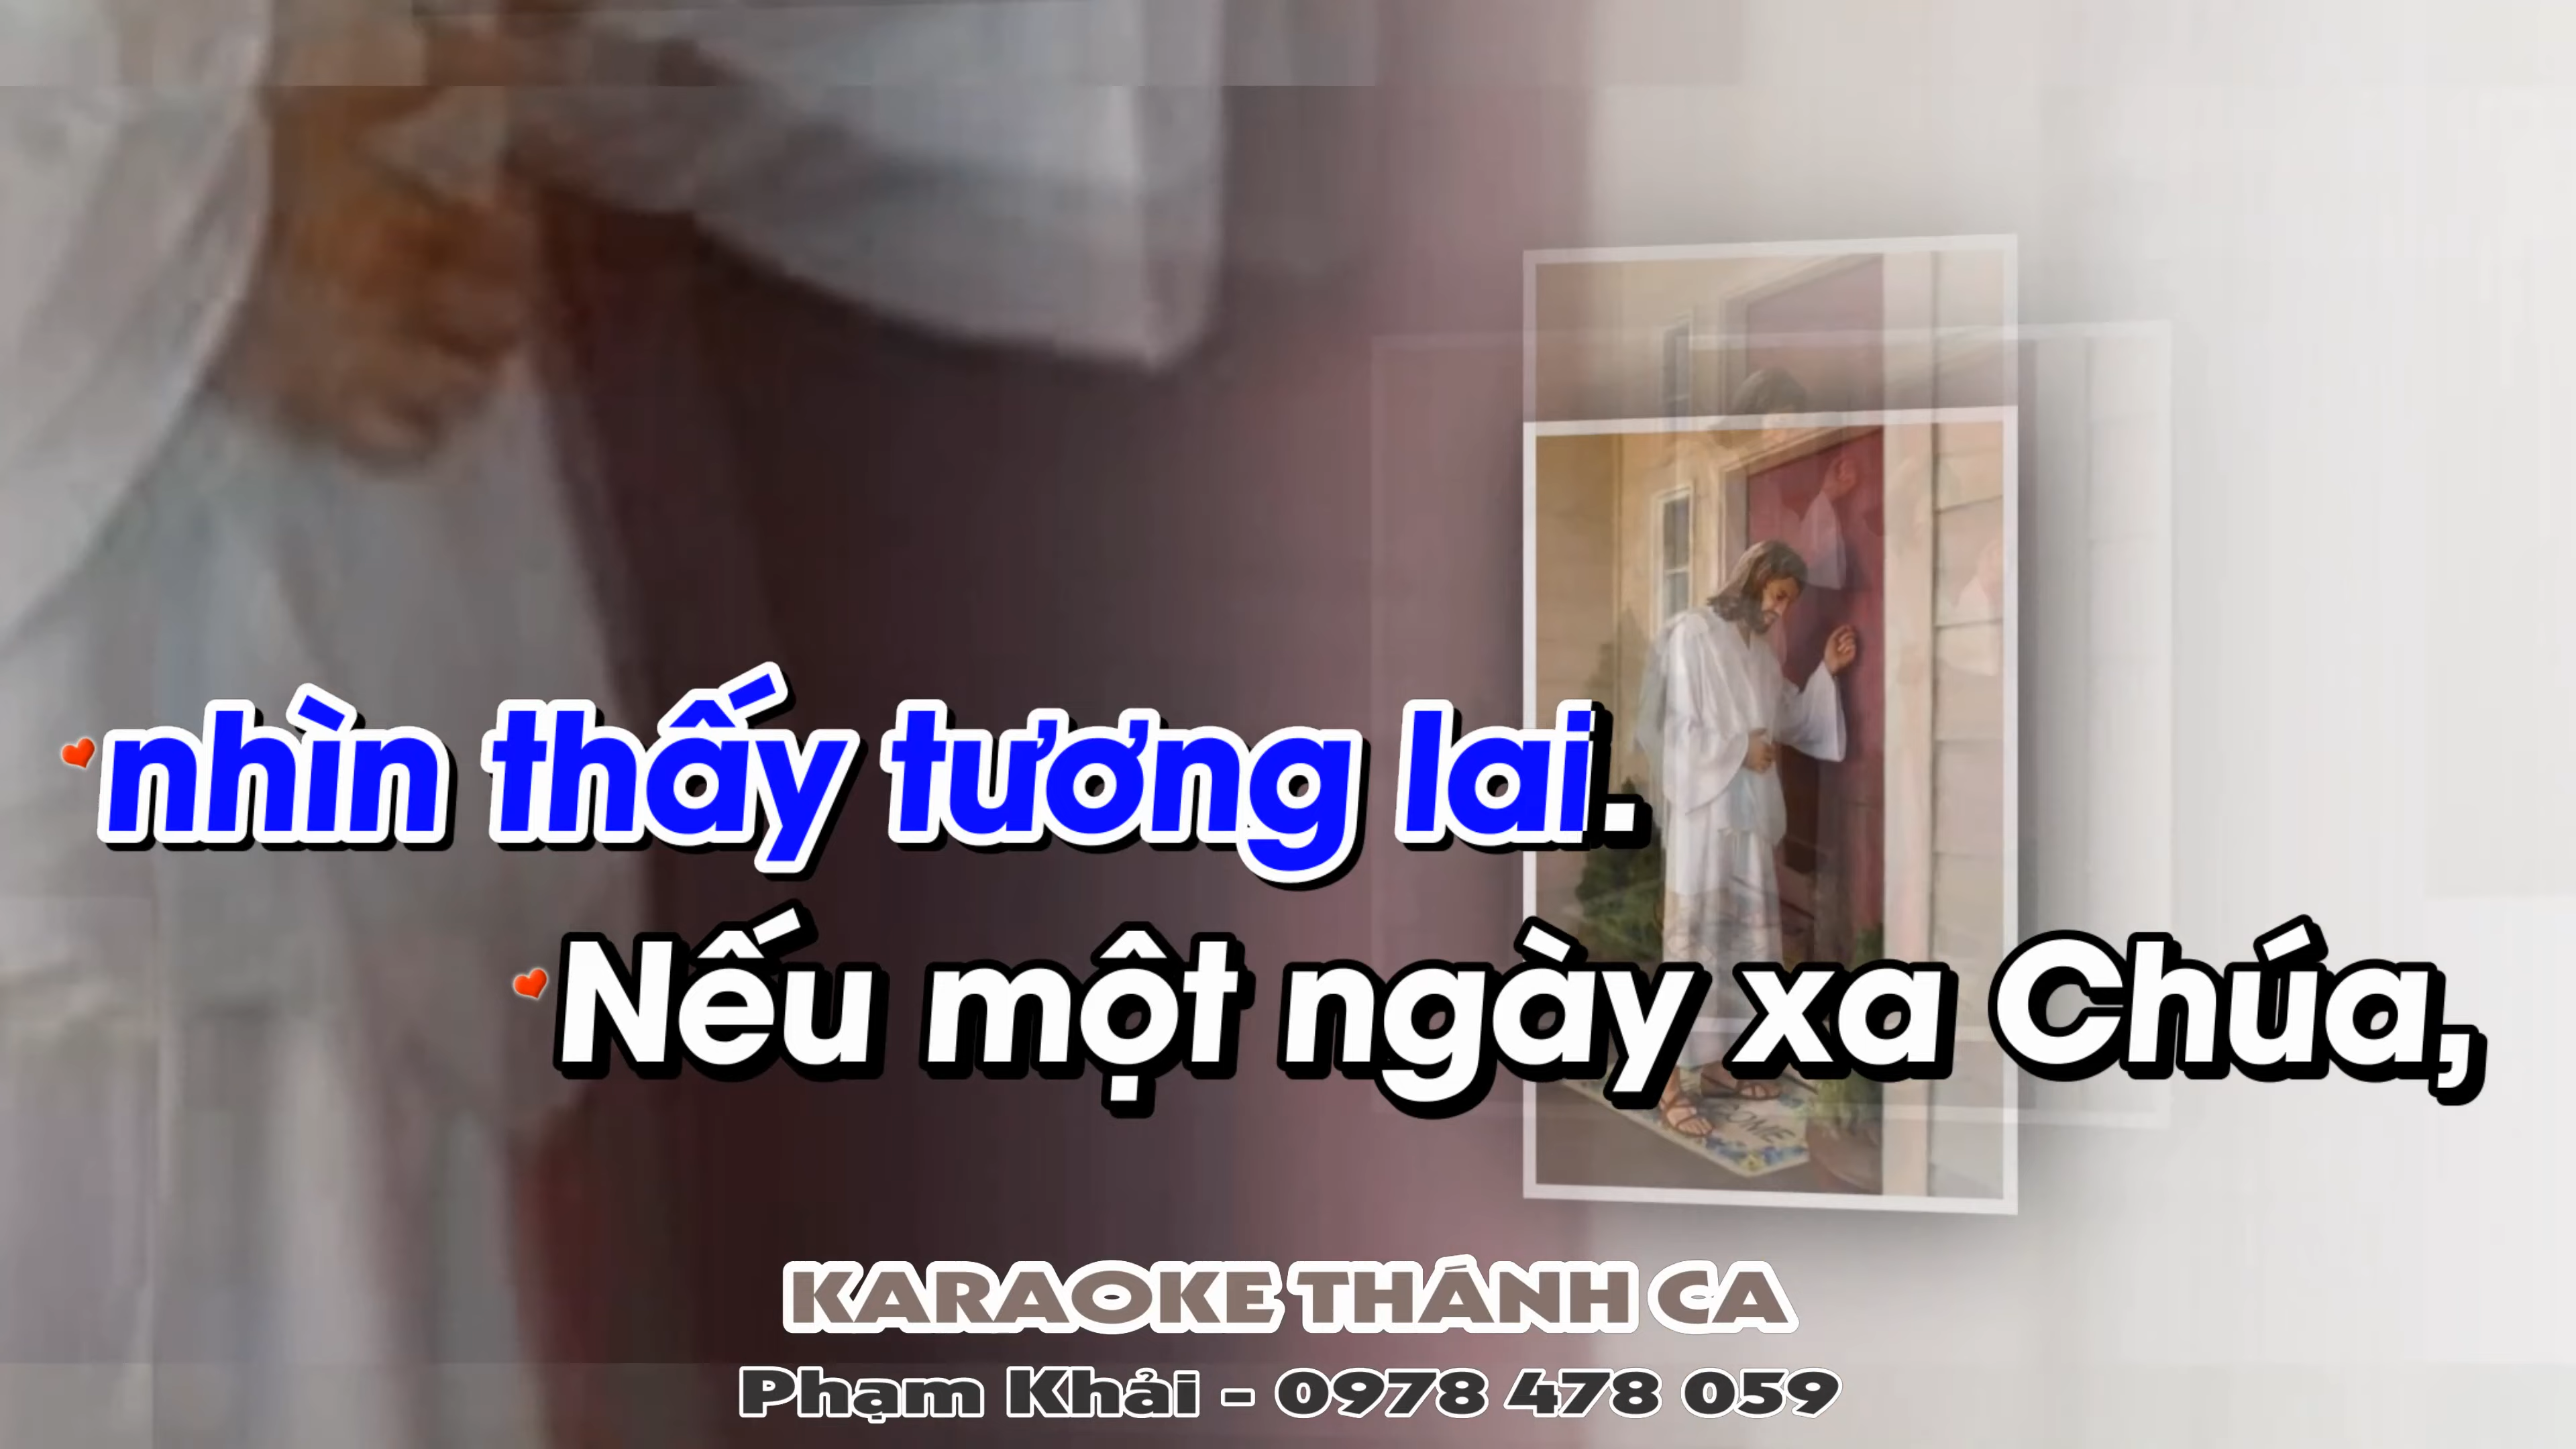 nhìn thấy tương lai.
Nếu một ngày xa Chúa,
KARAOKE THÁNH CA
Phạm Khải - 0978 478 059